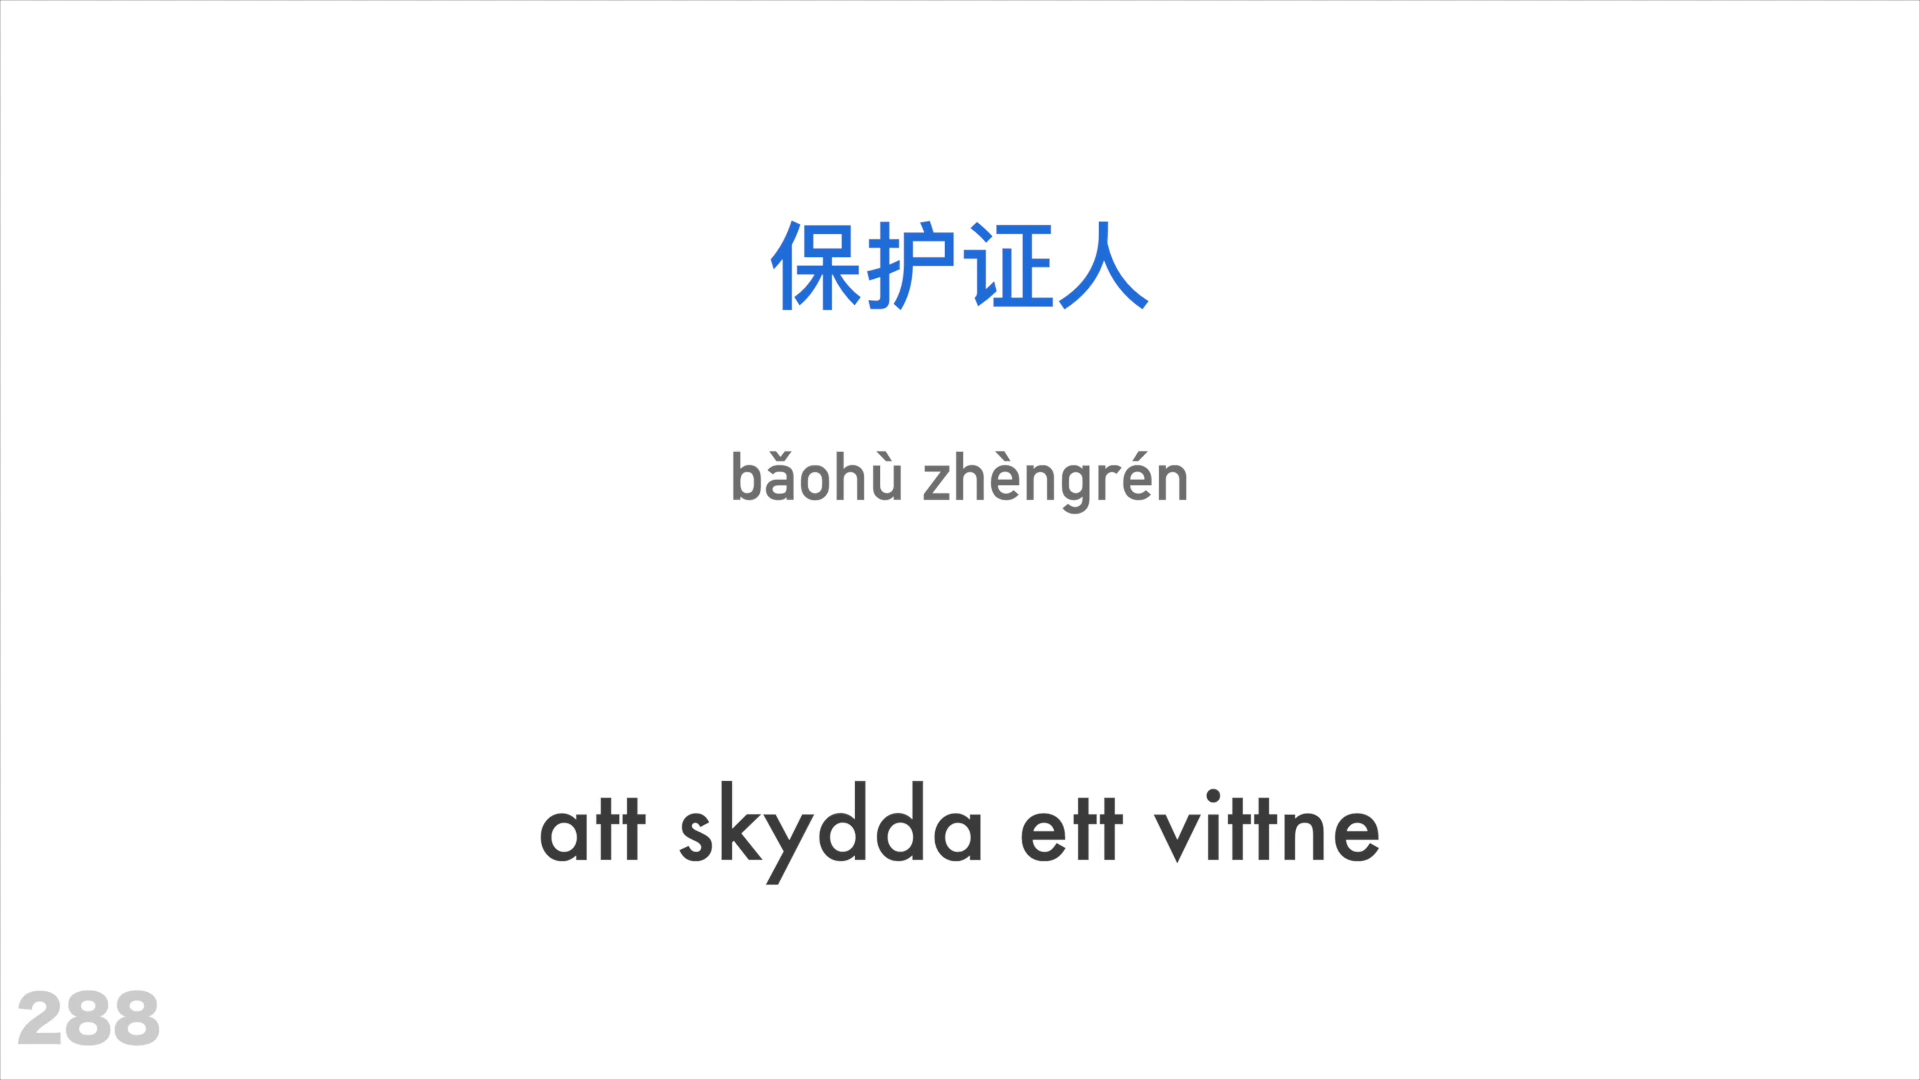 保护证人
bǎohù zhèngrén
att skydda ett vittne
288